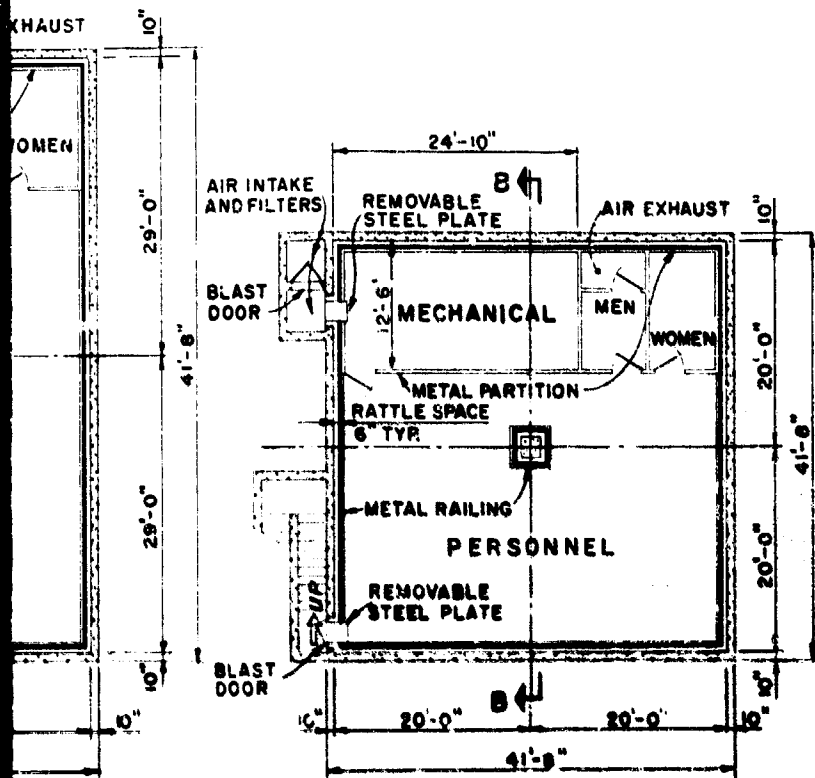 EXHAUST
10"
WOMEN
29'-0"
41'-8"
29'-0"
10"
10"
24'-10"
B
AIR INTAKE
AND FILTERS
REMOVABLE
STEEL PLATE
AIR EXHAUST
10"
BLAST
DOOR
12'-6"
MECHANICAL
MEN
WOMEN
20'-0"
METAL PARTITION
RATTLE SPACE
6" TYP.
41'-8"
METAL RAILING
PERSONNEL
20'-0"
REMOVABLE
STEEL PLATE
UP
BLAST
DOOR
B
10"
10"
20'-0"
20'-0"
10"
41'-8"